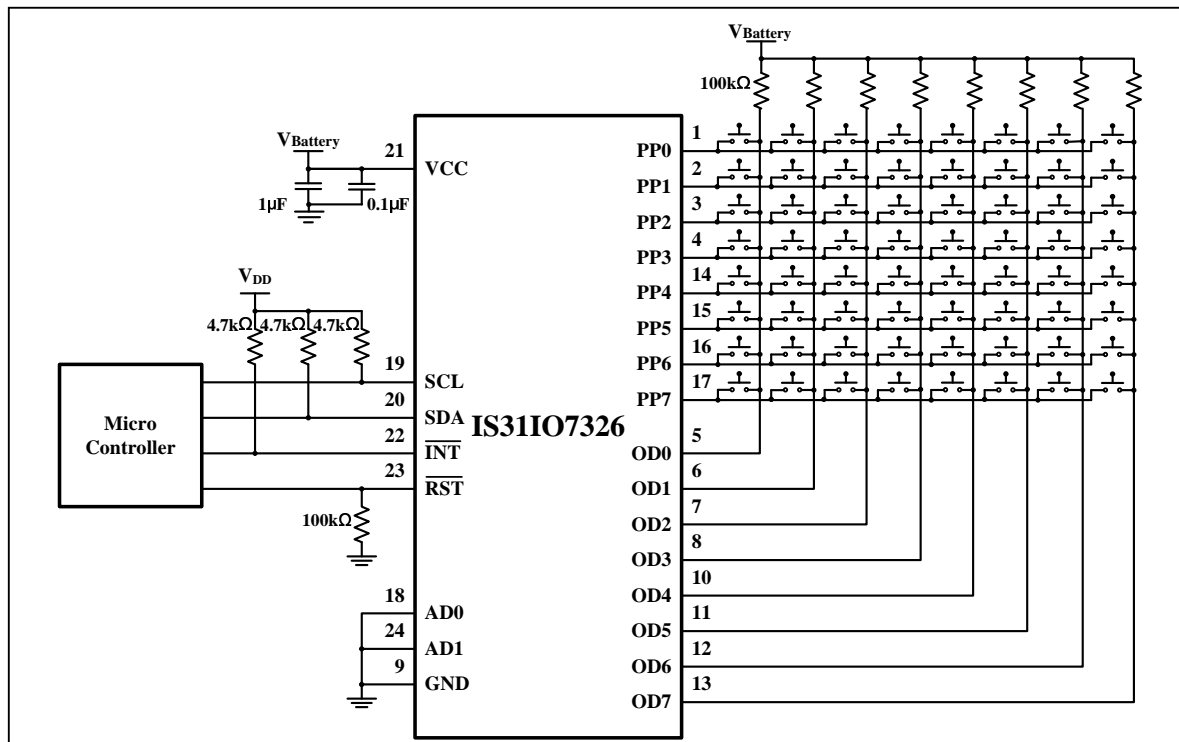 VBattery
100kΩ
VBattery
1µF
0.1µF
21
VCC
VDD
4.7kΩ 4.7kΩ 4.7kΩ
Micro
Controller
19
SCL
20
SDA
22
INT
23
RST
100kΩ
18
AD0
24
AD1
9
GND
IS31IO7326
1
PP0
2
PP1
3
PP2
4
PP3
14
PP4
15
PP5
16
PP6
17
PP7
5
OD0
6
OD1
7
OD2
8
OD3
10
OD4
11
OD5
12
OD6
13
OD7